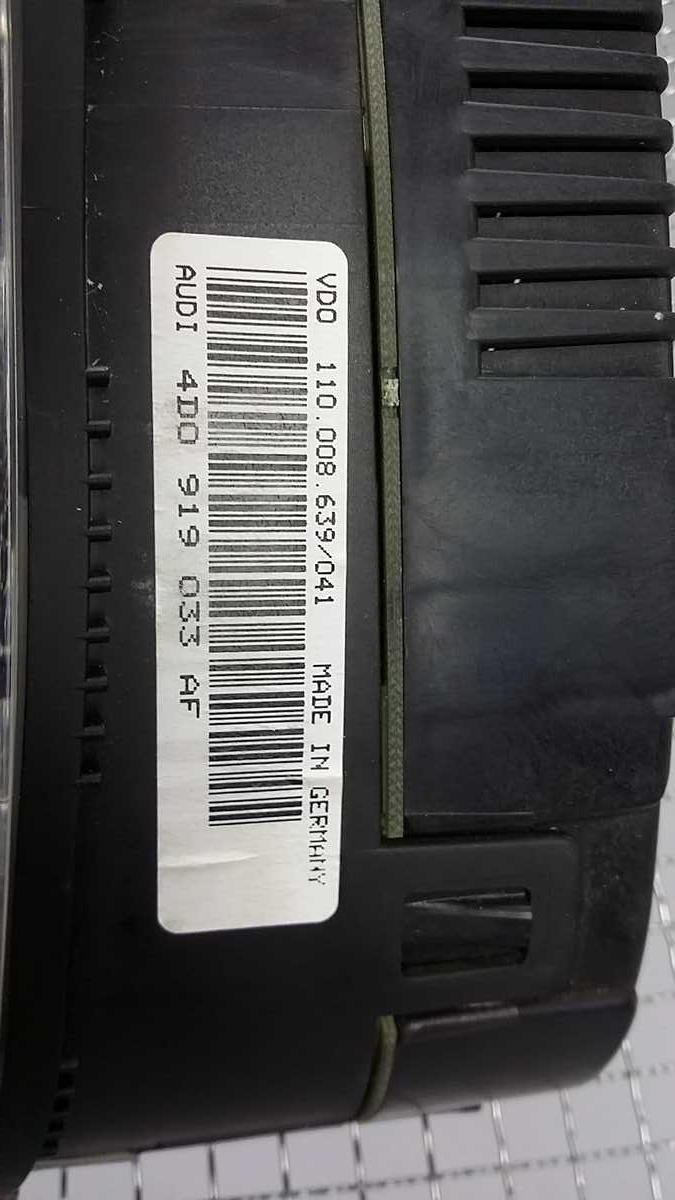 VDO 110.008.639/041 MADE IN GERMANY
AUDI 4D0 919 033 AF